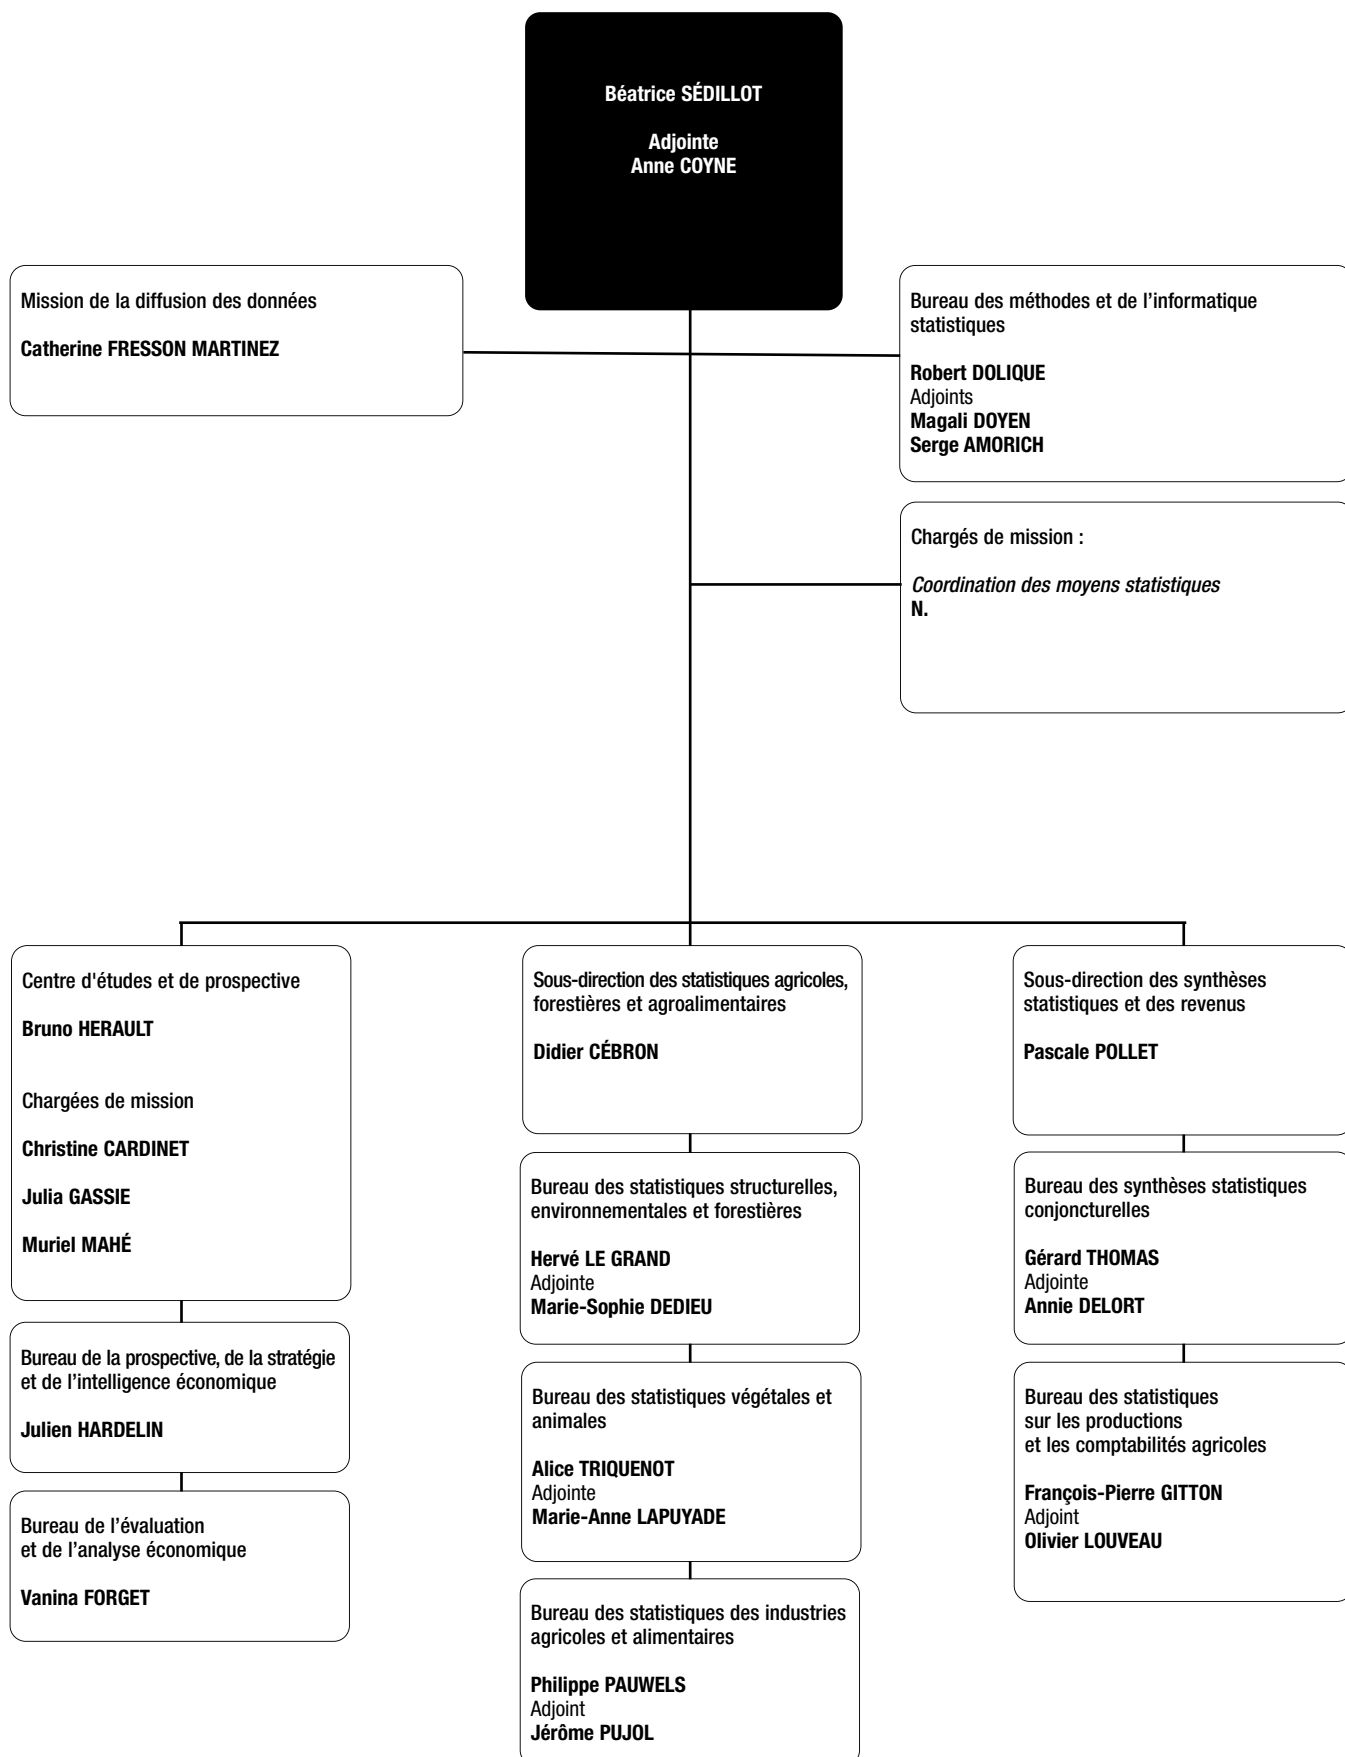 Béatrice SÉDILLOT
Adjointe
Anne COYNE
Mission de la diffusion des données
Catherine FRESSON MARTINEZ
Bureau des méthodes et de l'informatique
statistiques
Robert DOLIQUE
Adjoints
Magali DOYEN
Serge AMORICH
Chargés de mission :
Coordination des moyens statistiques
N.
Centre d'études et de prospective
Bruno HERAULT
Chargées de mission
Christine CARDINET
Julia GASSIE
Muriel MAHÉ
Bureau de la prospective, de la stratégie
et de l'intelligence économique
Julien HARDELIN
Bureau de l'évaluation
et de l'analyse économique
Vanina FORGET
Sous-direction des statistiques agricoles,
forestières et agroalimentaires
Didier CÉBRON
Bureau des statistiques structurelles,
environnementales et forestières
Hervé LE GRAND
Adjointe
Marie-Sophie DEDIEU
Bureau des statistiques végétales et
animales
Alice TRIQUENOT
Adjointe
Marie-Anne LAPUYADE
Bureau des statistiques des industries
agricoles et alimentaires
Philippe PAUWELS
Adjoint
Jérôme PUJOL
Sous-direction des synthèses
statistiques et des revenus
Pascale POLLET
Bureau des synthèses statistiques
conjoncturelles
Gérard THOMAS
Adjointe
Annie DELORT
Bureau des statistiques
sur les productions
et les comptabilités agricoles
François-Pierre GITTON
Adjoint
Olivier LOUVEAU